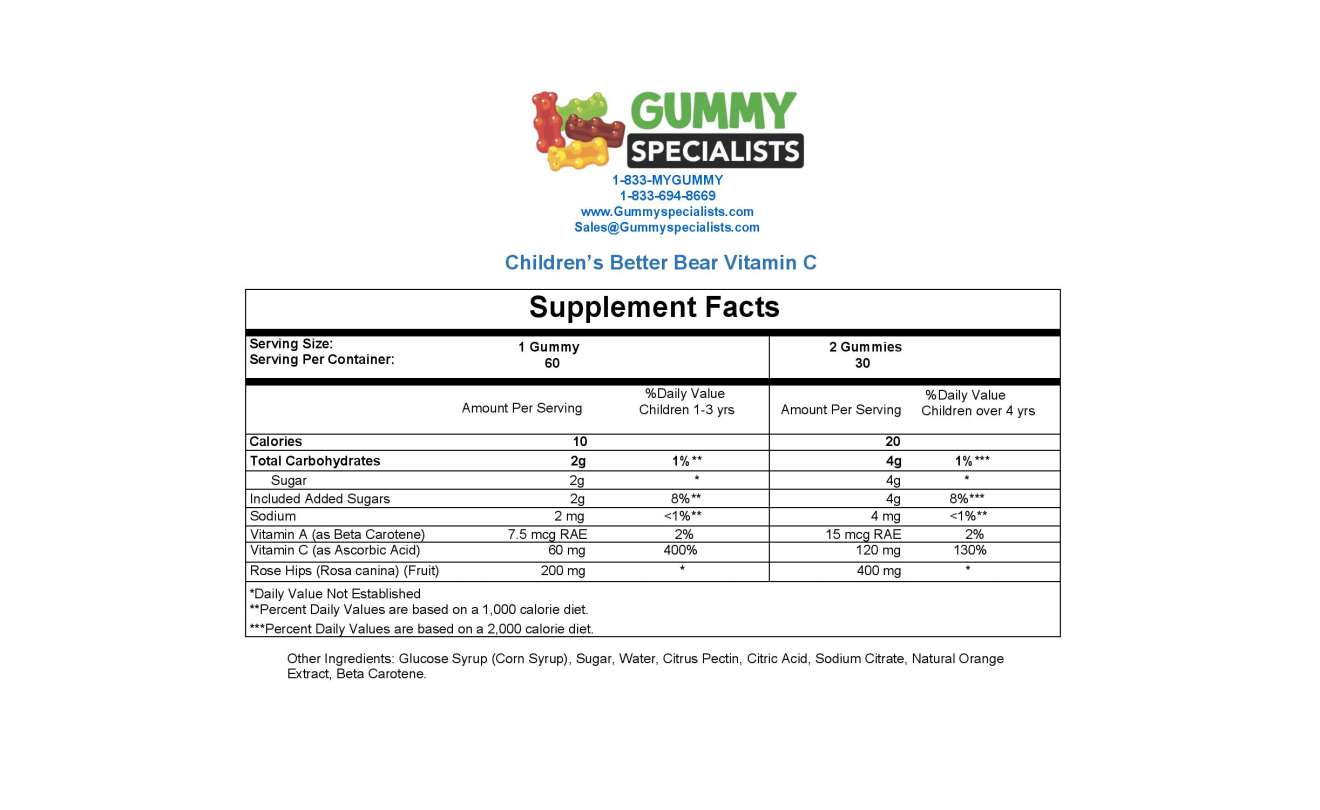 GUMMY
SPECIALISTS
1-833-MYGUMMY
1-833-694-8669
www.Gummyspecialists.com
Sales@Gummyspecialists.com
Children’s Better Bear Vitamin C
Supplement Facts
Serving Size: 1 Gummy 2 Gummies
Serving Per Container: 60 30
%Daily Value %Daily Value
Amount Per Serving Children 1-3 yrs Amount Per Serving Children over 4 yrs
Calories 10 20
Total Carbohydrates 2g 1%** 4g 1%***
Sugar 2g * 4g *
Included Added Sugars 2g 8%** 4g 8%***
Sodium 2 mg <1%** 4 mg <1%**
Vitamin A (as Beta Carotene) 7.5 mcg RAE 2% 15 mcg RAE 2%
Vitamin C (as Ascorbic Acid) 60 mg 400% 120 mg 130%
Rose Hips (Rosa canina) (Fruit) 200 mg * 400 mg *
*Daily Value Not Established
**Percent Daily Values are based on a 1,000 calorie diet.
***Percent Daily Values are based on a 2,000 calorie diet.
Other Ingredients: Glucose Syrup (Corn Syrup), Sugar, Water, Citrus Pectin, Citric Acid, Sodium Citrate, Natural Orange
Extract, Beta Carotene.